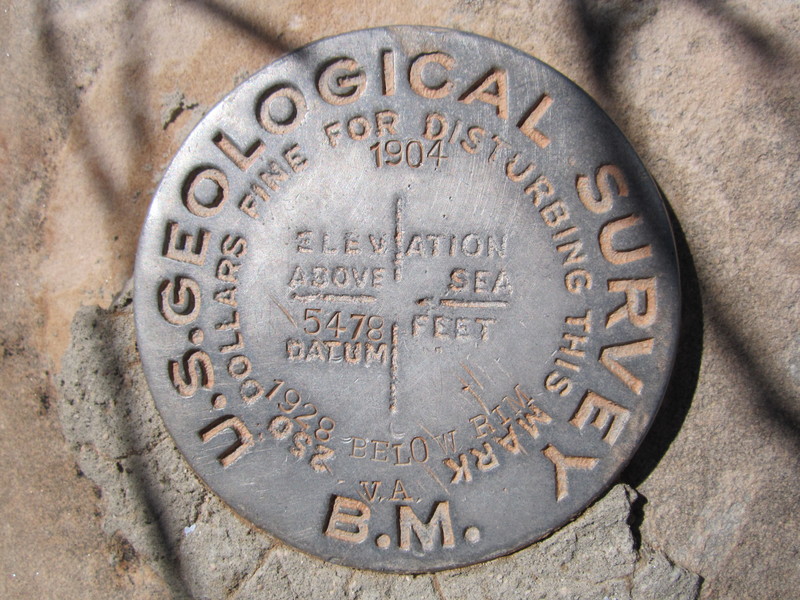 U.S. GEOLOGICAL SURVEY
B.M.
250 DOLLARS FINE FOR DISTURBING THIS MARK
1904
ELEVATION
ABOVE SEA
5478 FEET
DATUM
1928
BELOW RIM
V.A.